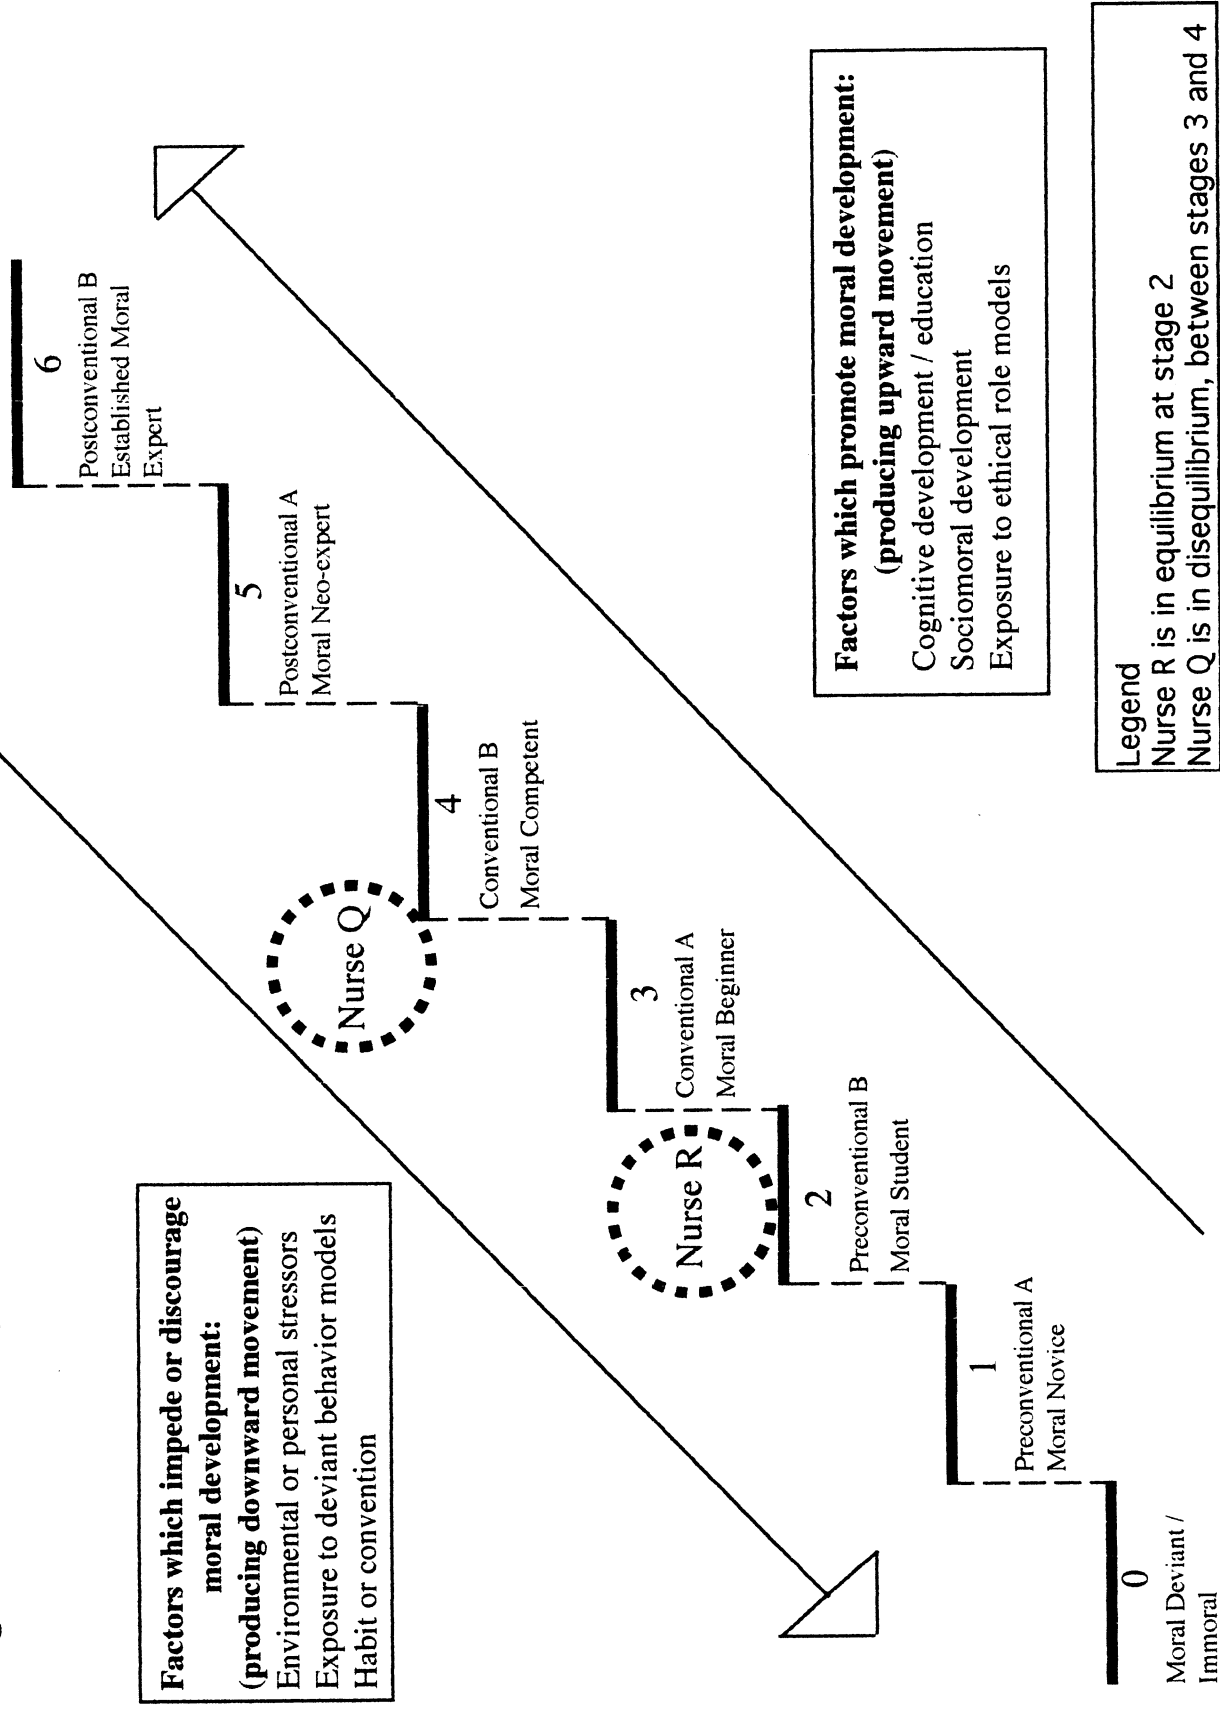 Factors which impede or discourage
moral development:
(producing downward movement)
Environmental or personal stressors
Exposure to deviant behavior models
Habit or convention
6
Postconventional B
Established Moral
Expert
5
Postconventional A
Moral Neo-expert
Nurse Q
4
Conventional B
Moral Competent
3
Conventional A
Moral Beginner
Nurse R
2
Preconventional B
Moral Student
1
Preconventional A
Moral Novice
0
Moral Deviant /
Immoral
Factors which promote moral development:
(producing upward movement)
Cognitive development / education
Sociomoral development
Exposure to ethical role models
Legend
Nurse R is in equilibrium at stage 2
Nurse Q is in disequilibrium, between stages 3 and 4